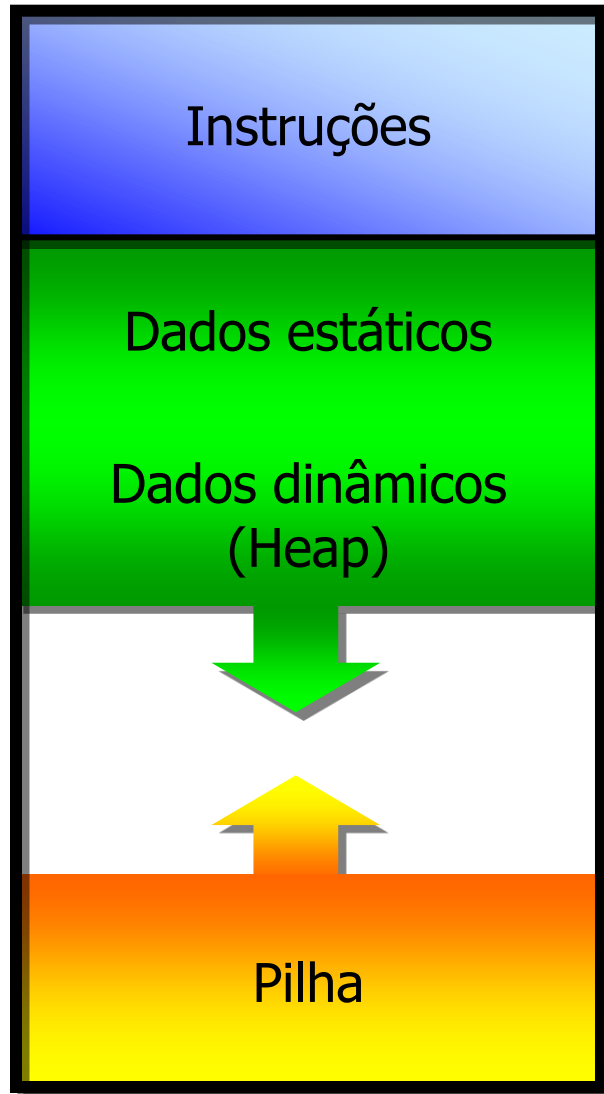 Instruções
Dados estáticos
Dados dinâmicos
(Heap)
Pilha